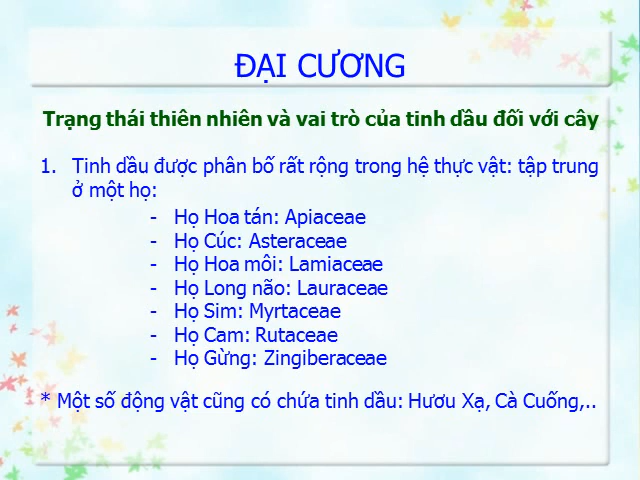 ĐẠI CƯƠNG
Trạng thái thiên nhiên và vai trò của tinh dầu đối với cây
1. Tinh dầu được phân bố rất rộng trong hệ thực vật: tập trung
ở một họ:
- Họ Hoa tán: Apiaceae
- Họ Cúc: Asteraceae
- Họ Hoa môi: Lamiaceae
- Họ Long não: Lauraceae
- Họ Sim: Myrtaceae
- Họ Cam: Rutaceae
- Họ Gừng: Zingiberaceae
* Một số động vật cũng có chứa tinh dầu: Hươu Xạ, Cà Cuống,..